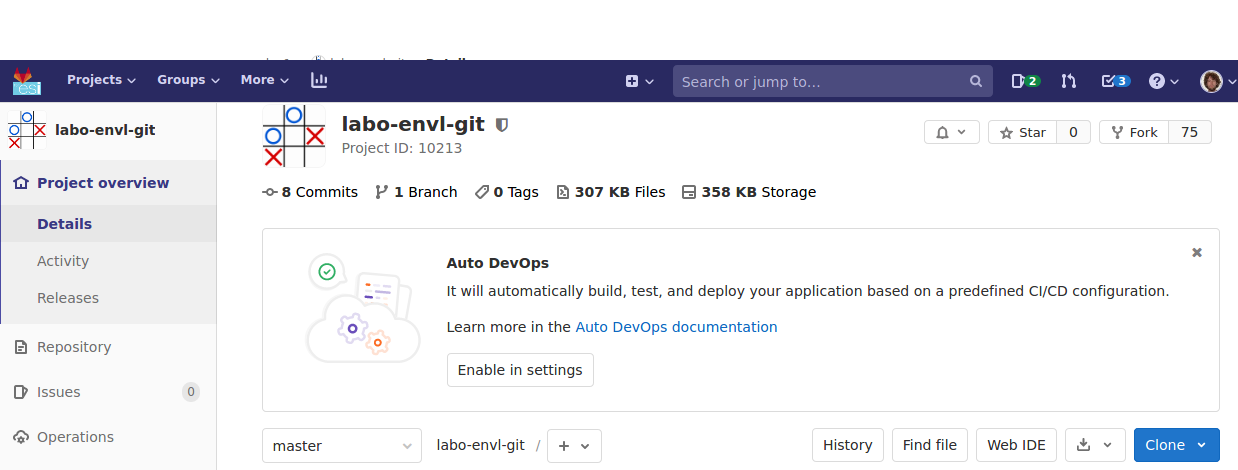 Projects Groups More Search or jump to... 2 3
esi
labo-envl-git
labo-envl-git
Project ID: 10213
Star 0 Fork 75
Project overview
Details
Activity
Releases
Repository
Issues 0
Operations
8 Commits 1 Branch 0 Tags 307 KB Files 358 KB Storage
Auto DevOps
It will automatically build, test, and deploy your application based on a predefined CI/CD configuration.
Learn more in the Auto DevOps documentation
Enable in settings
master labo-envl-git / + History Find file Web IDE Clone